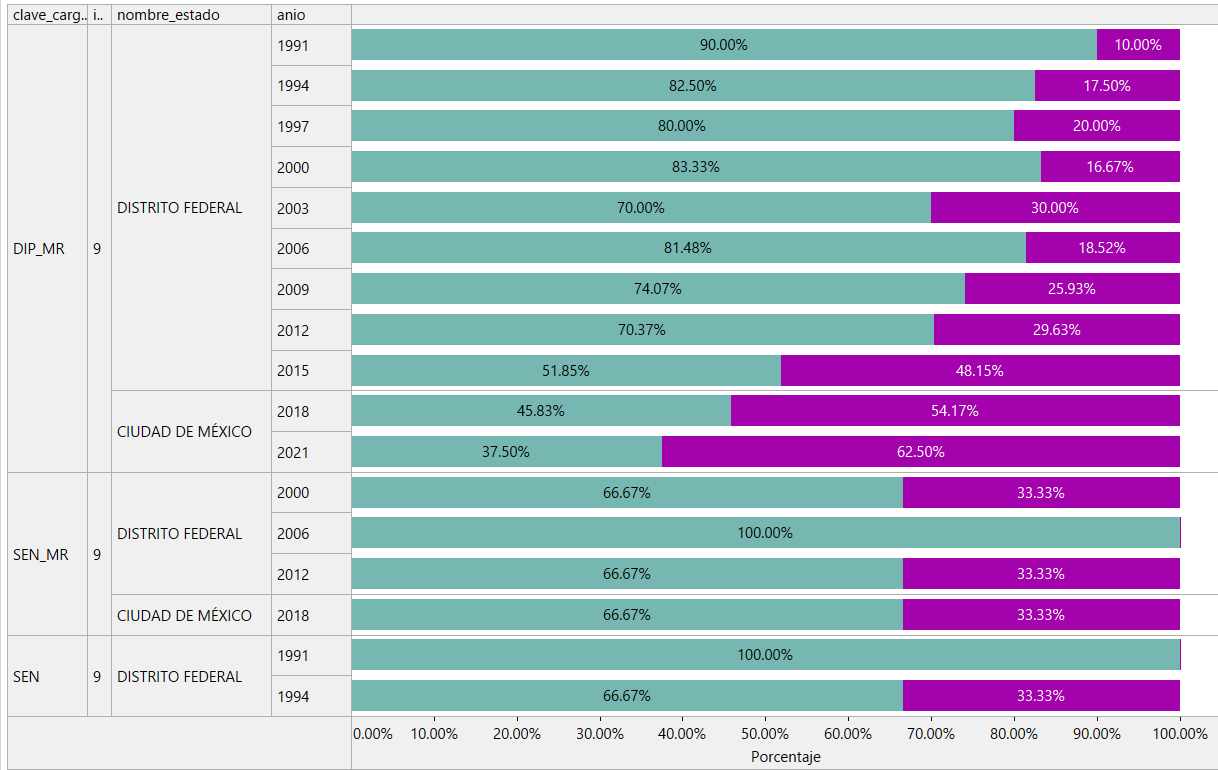 clave_carg.. i.. nombre_estado anio
DIP_MR 9 DISTRITO FEDERAL 1991 90.00% 10.00%
1994 82.50% 17.50%
1997 80.00% 20.00%
2000 83.33% 16.67%
2003 70.00% 30.00%
2006 81.48% 18.52%
2009 74.07% 25.93%
2012 70.37% 29.63%
2015 51.85% 48.15%
CIUDAD DE MÉXICO 2018 45.83% 54.17%
2021 37.50% 62.50%
SEN_MR 9 DISTRITO FEDERAL 2000 66.67% 33.33%
2006 100.00%
2012 66.67% 33.33%
CIUDAD DE MÉXICO 2018 66.67% 33.33%
SEN 9 DISTRITO FEDERAL 1991 100.00%
1994 66.67% 33.33%
0.00% 10.00% 20.00% 30.00% 40.00% 50.00% 60.00% 70.00% 80.00% 90.00% 100.00%
Porcentaje